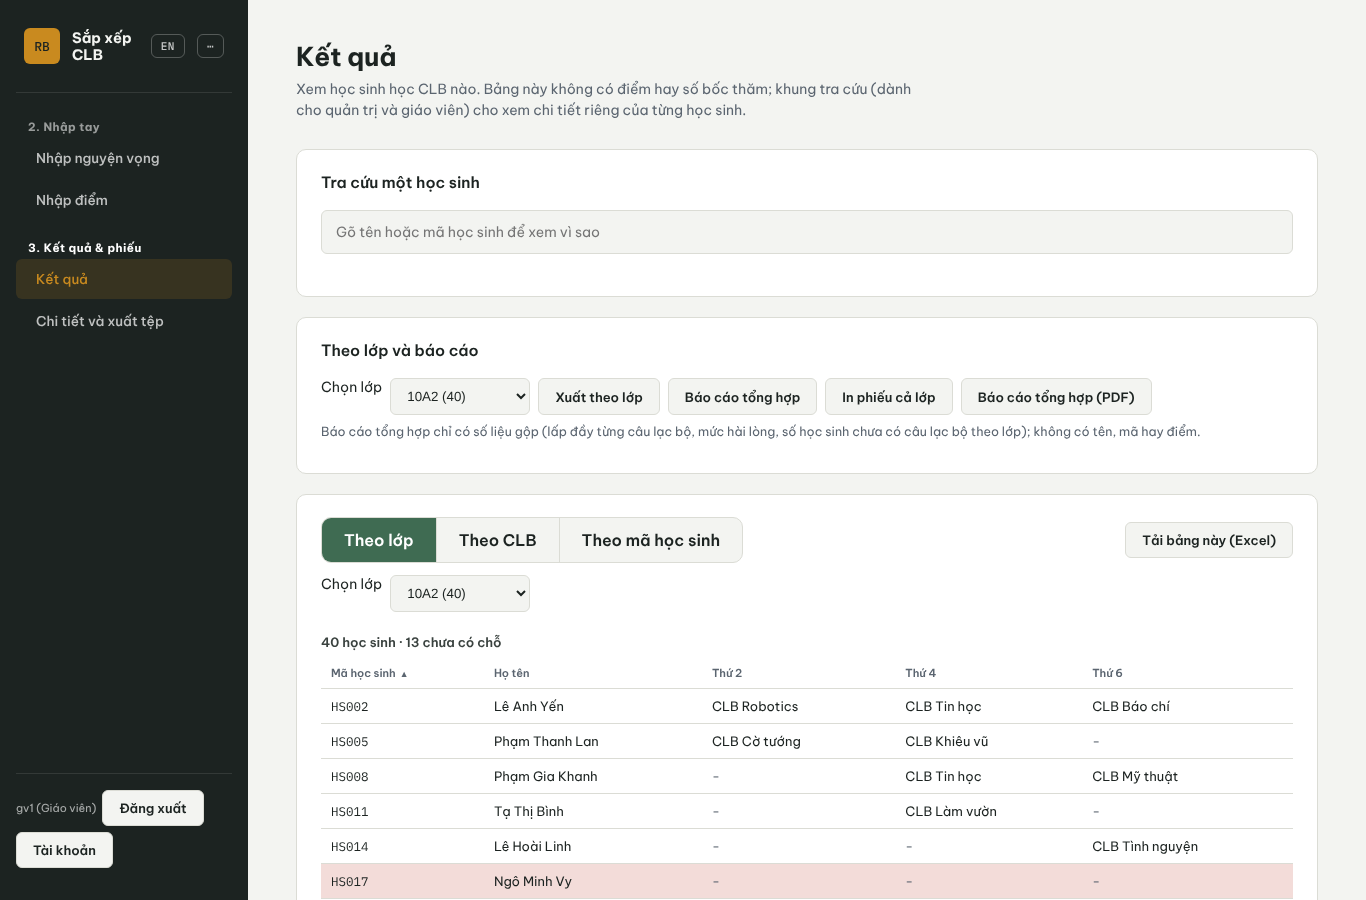 RB
Sắp xếp
CLB
EN
⋯
2. Nhập tay
Nhập nguyện vọng
Nhập điểm
3. Kết quả & phiếu
Kết quả
Chi tiết và xuất tệp
gv1 (Giáo viên)
Đăng xuất
Tài khoản
Kết quả
Xem học sinh học CLB nào. Bảng này không có điểm hay số bốc thăm; khung tra cứu (dành
cho quản trị và giáo viên) cho xem chi tiết riêng của từng học sinh.
Tra cứu một học sinh
Gõ tên hoặc mã học sinh để xem vì sao
Theo lớp và báo cáo
Chọn lớp 10A2 (40) Xuất theo lớp Báo cáo tổng hợp In phiếu cả lớp Báo cáo tổng hợp (PDF)
Báo cáo tổng hợp chỉ có số liệu gộp (lấp đầy từng câu lạc bộ, mức hài lòng, số học sinh chưa có câu lạc bộ theo lớp); không có tên, mã hay điểm.
Theo lớp Theo CLB Theo mã học sinh Tải bảng này (Excel)
Chọn lớp 10A2 (40)
40 học sinh · 13 chưa có chỗ
Mã học sinh ▲ Họ tên Thứ 2 Thứ 4 Thứ 6
HS002 Lê Anh Yến CLB Robotics CLB Tin học CLB Báo chí
HS005 Phạm Thanh Lan CLB Cờ tướng CLB Khiêu vũ -
HS008 Phạm Gia Khanh - CLB Tin học CLB Mỹ thuật
HS011 Tạ Thị Bình - CLB Làm vườn -
HS014 Lê Hoài Linh - - CLB Tình nguyện
HS017 Ngô Minh Vy - - -